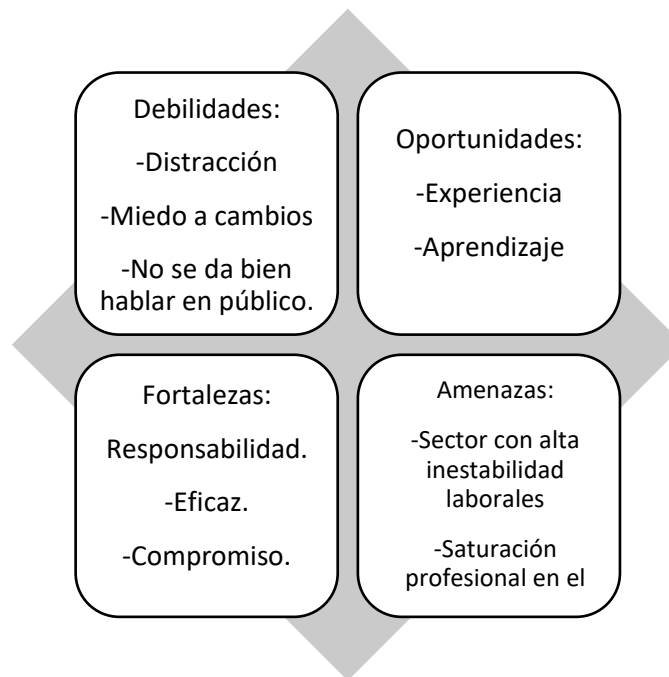 Debilidades:
-Distracción
-Miedo a cambios
-No se da bien
hablar en público.
Oportunidades:
-Experiencia
-Aprendizaje
Fortalezas:
Responsabilidad.
-Eficaz.
-Compromiso.
Amenazas:
-Sector con alta
inestabilidad
laborales
-Saturación
profesional en el